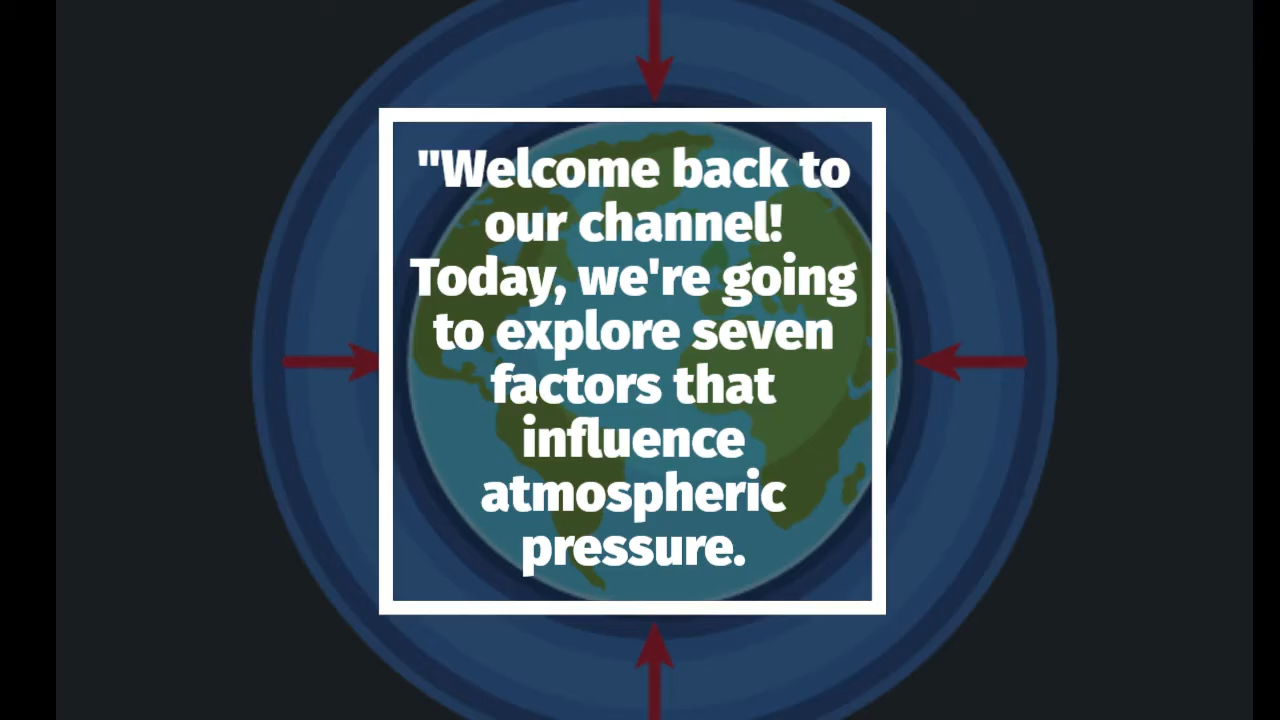 "Welcome back to
our channel!
Today, we're going
to explore seven
factors that
influence
atmospheric
pressure.